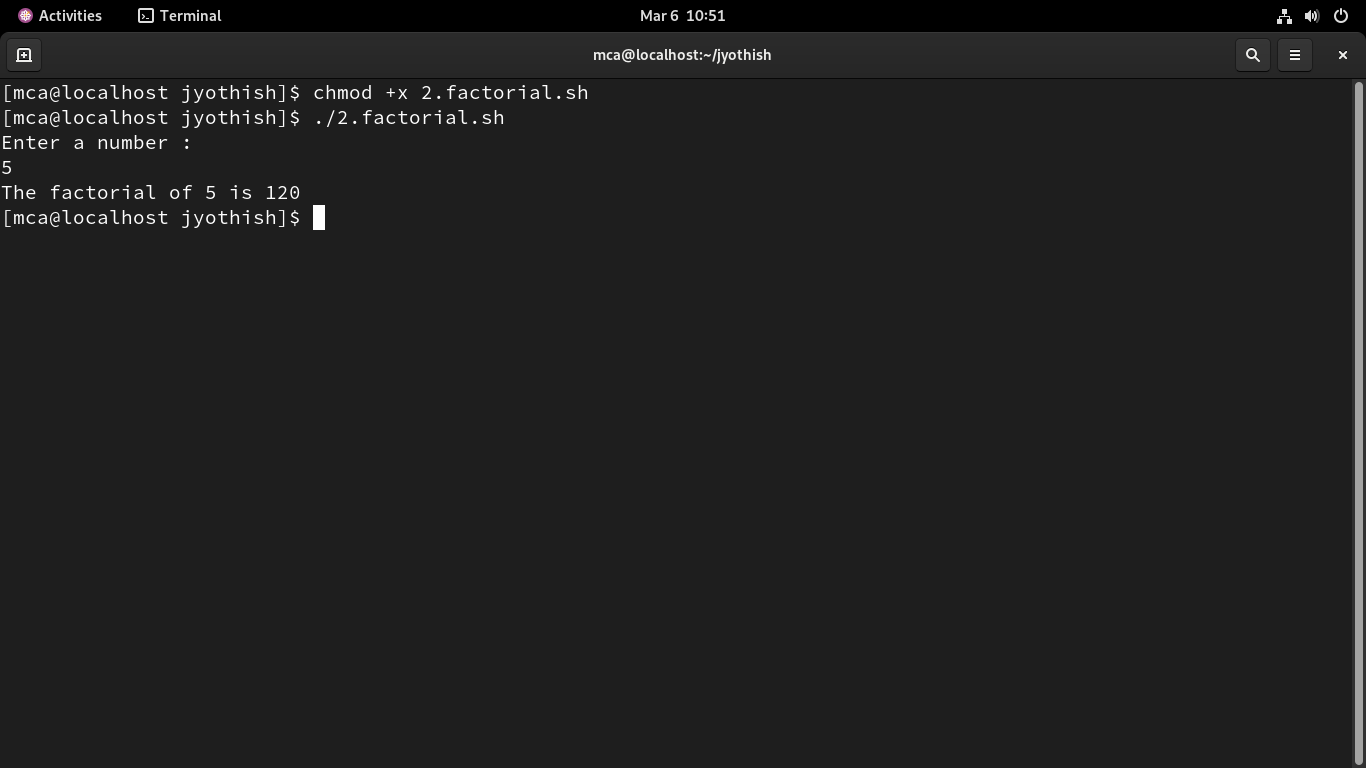 Activities Terminal Mar 6 10:51
mca@localhost:~/jyothish
[mca@localhost jyothish]$ chmod +x 2.factorial.sh
[mca@localhost jyothish]$ ./2.factorial.sh
Enter a number :
5
The factorial of 5 is 120
[mca@localhost jyothish]$